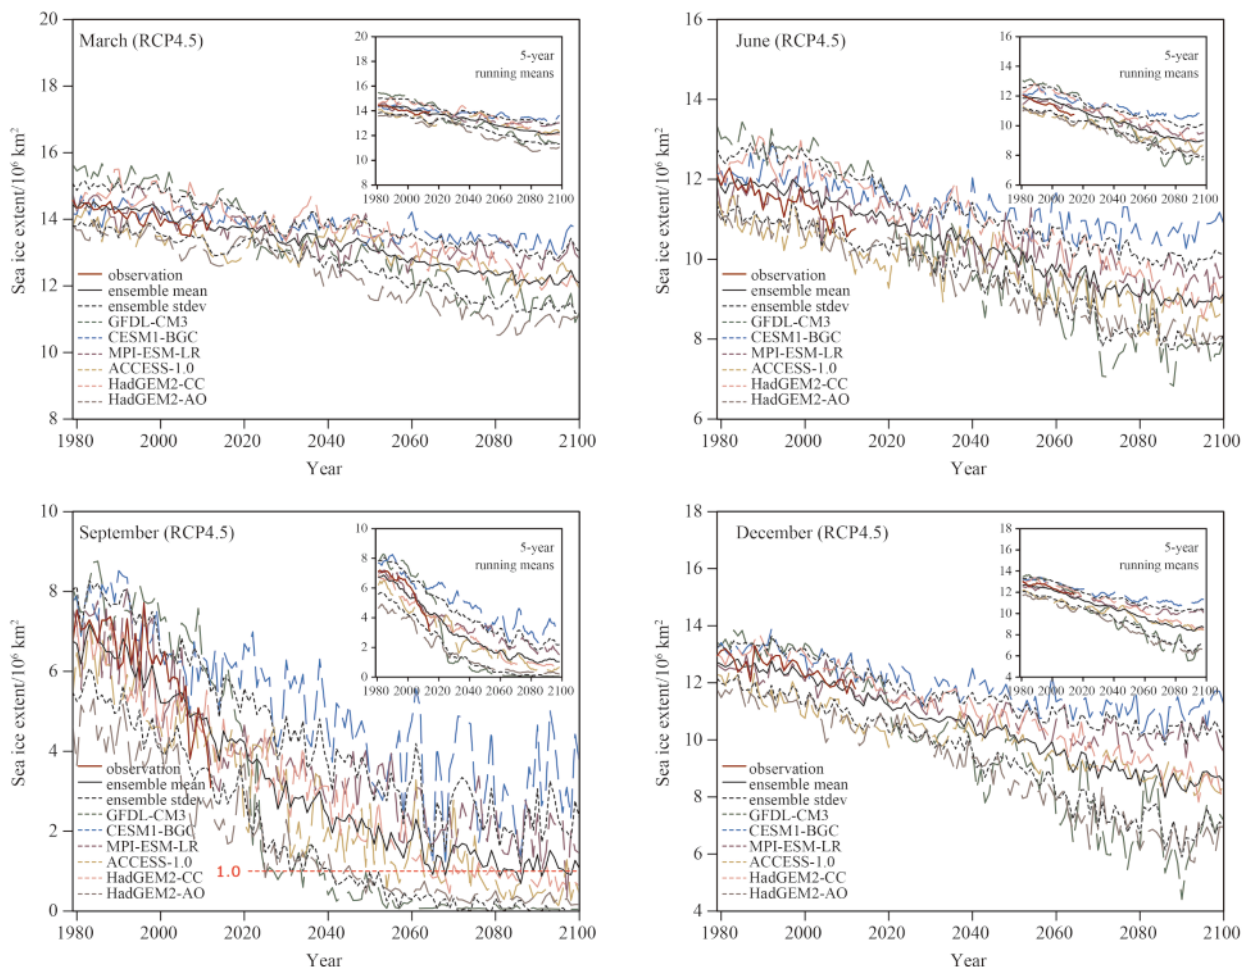 March (RCP4.5)
5-year
running means
20
18
16
14
12
10
8
1980 2000 2020 2040 2060 2080 2100
Sea ice extent/10⁶ km²
20
18
16
14
12
10
8
observation
ensemble mean
ensemble stdev
GFDL-CM3
CESM1-BGC
MPI-ESM-LR
ACCESS-1.0
HadGEM2-CC
HadGEM2-AO
1980 2000 2020 2040 2060 2080 2100
Year
June (RCP4.5)
5-year
running means
16
14
12
10
8
6
1980 2000 2020 2040 2060 2080 2100
Sea ice extent/10⁶ km²
16
14
12
10
8
6
observation
ensemble mean
ensemble stdev
GFDL-CM3
CESM1-BGC
MPI-ESM-LR
ACCESS-1.0
HadGEM2-CC
HadGEM2-AO
1980 2000 2020 2040 2060 2080 2100
Year
September (RCP4.5)
5-year
running means
10
8
6
4
2
0
1980 2000 2020 2040 2060 2080 2100
Sea ice extent/10⁶ km²
10
8
6
4
2
0
observation
ensemble mean
ensemble stdev
GFDL-CM3
CESM1-BGC
MPI-ESM-LR
ACCESS-1.0
HadGEM2-CC
HadGEM2-AO
1.0
1980 2000 2020 2040 2060 2080 2100
Year
December (RCP4.5)
5-year
running means
18
16
14
12
10
8
6
4
1980 2000 2020 2040 2060 2080 2100
Sea ice extent/10⁶ km²
18
16
14
12
10
8
6
4
observation
ensemble mean
ensemble stdev
GFDL-CM3
CESM1-BGC
MPI-ESM-LR
ACCESS-1.0
HadGEM2-CC
HadGEM2-AO
1980 2000 2020 2040 2060 2080 2100
Year